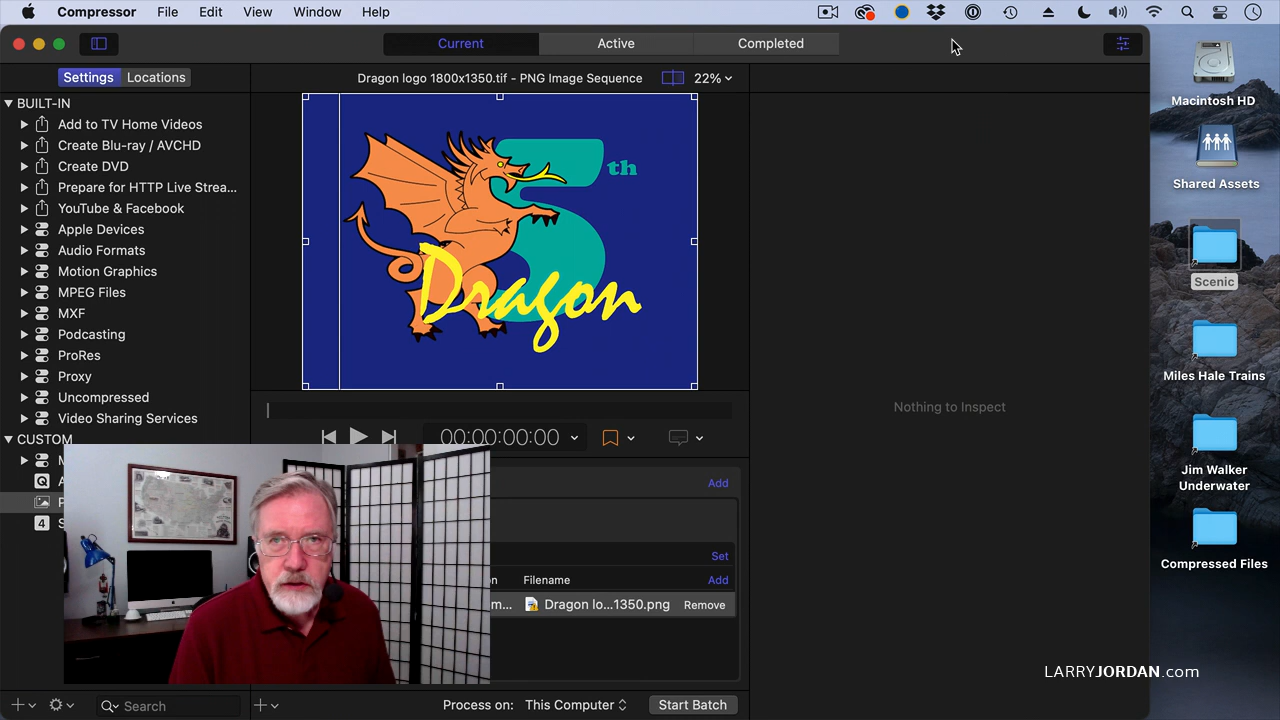 Compressor File Edit View Window Help
Current Active Completed
Settings Locations
Dragon logo 1800x1350.tif - PNG Image Sequence 22%
BUILT-IN
Add to TV Home Videos
Create Blu-ray / AVCHD
Create DVD
Prepare for HTTP Live Strea...
YouTube & Facebook
Apple Devices
Audio Formats
Motion Graphics
MPEG Files
MXF
Podcasting
ProRes
Proxy
Uncompressed
Video Sharing Services
CUSTOM
5th
Dragon
00:00:00:00
Add
Set
Filename Add
Dragon lo...1350.png Remove
Search
Process on: This Computer Start Batch
Nothing to Inspect
Macintosh HD
Shared Assets
Scenic
Miles Hale Trains
Jim Walker
Underwater
Compressed Files
LARRYJORDAN.com